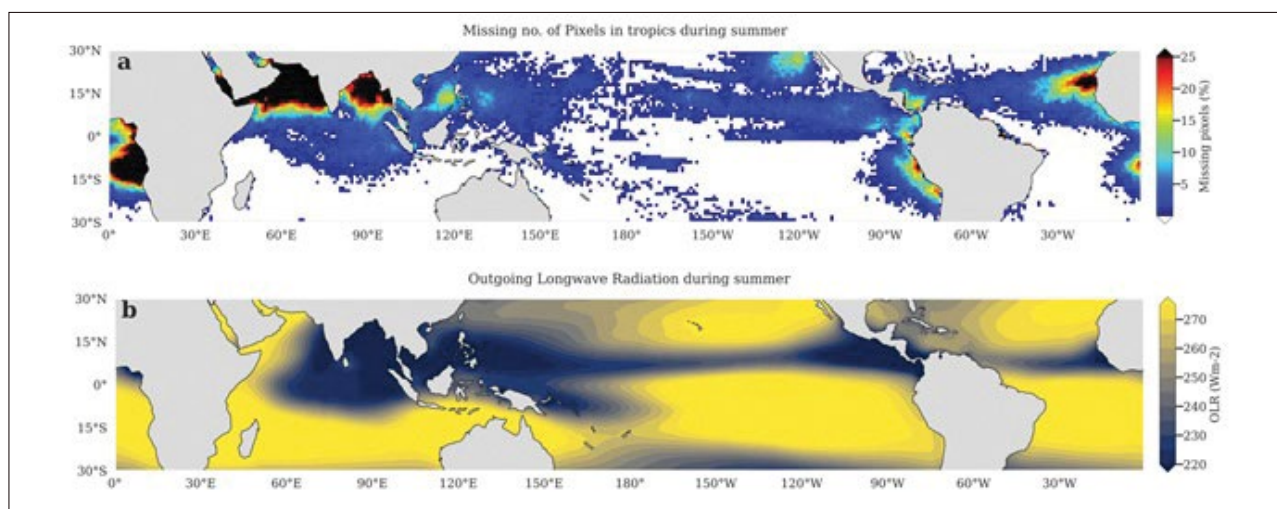 Missing no. of Pixels in tropics during summer
a
30°N
15°N
0°
15°S
30°S
0° 30°E 60°E 90°E 120°E 150°E 180° 150°W 120°W 90°W 60°W 30°W
25
20
15
10
5
Missing pixels (%)
Outgoing Longwave Radiation during summer
b
30°N
15°N
0°
15°S
30°S
0° 30°E 60°E 90°E 120°E 150°E 180° 150°W 120°W 90°W 60°W 30°W
270
260
250
240
230
220
OLR (Wm-2)